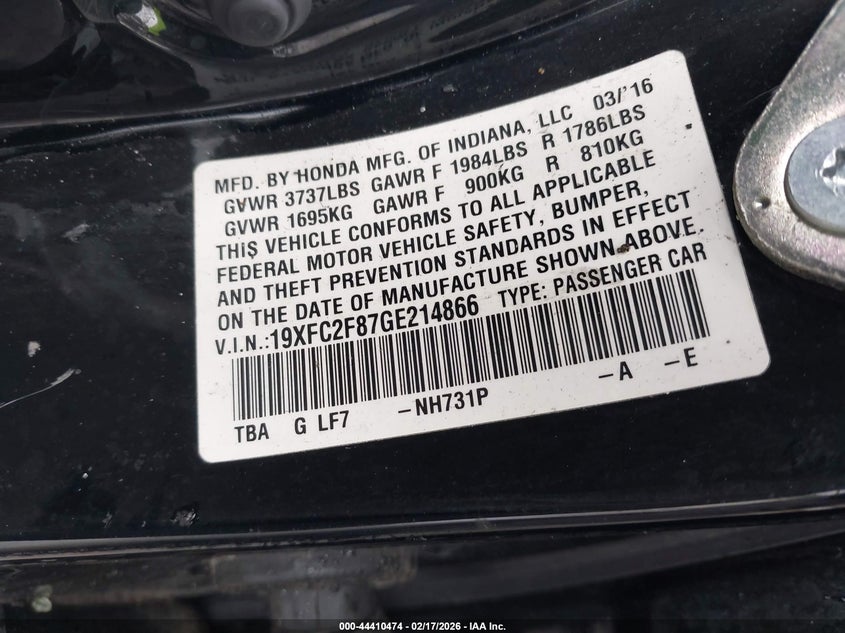 MFD. BY HONDA MFG. OF INDIANA, LLC 03/'16
GVWR 3737LBS GAWR F 1984LBS R 1786LBS
GVWR 1695KG GAWR F 900KG R 810KG
THIS VEHICLE CONFORMS TO ALL APPLICABLE
FEDERAL MOTOR VEHICLE SAFETY, BUMPER,
AND THEFT PREVENTION STANDARDS IN EFFECT
ON THE DATE OF MANUFACTURE SHOWN ABOVE.
V.I.N.:19XFC2F87GE214866 TYPE: PASSENGER CAR
TBA G LF7 -NH731P -A -E
000-44410474 - 02/17/2026 - IAA Inc.